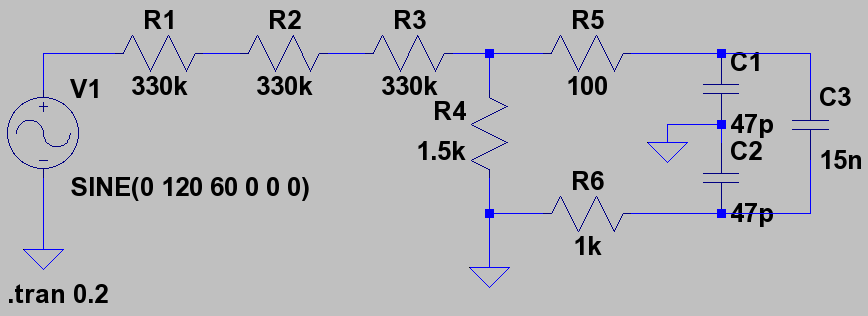 R1 R2 R3 R5
330k 330k 330k 100
V1
C1
C3
R4
1.5k
47p
C2
15n
SINE(0 120 60 0 0 0)
R6
1k
47p
.tran 0.2